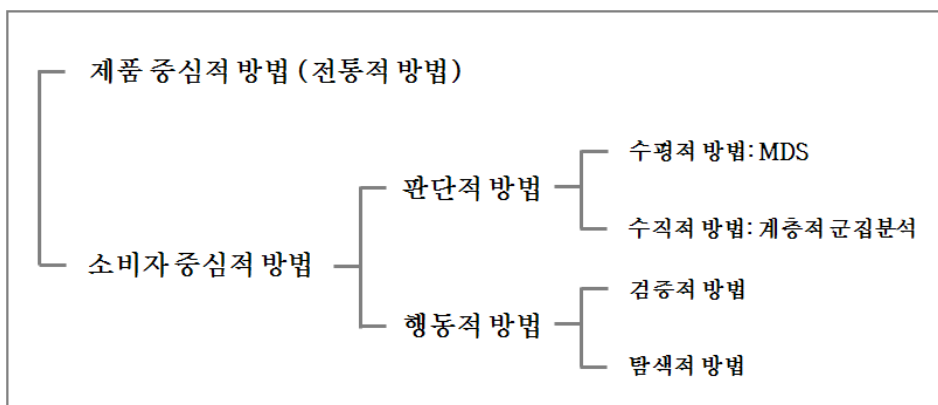 제품 중심적 방법 (전통적 방법)
수평적 방법: MDS
판단적 방법
수직적 방법: 계층적 군집분석
소비자 중심적 방법
검증적 방법
행동적 방법
탐색적 방법